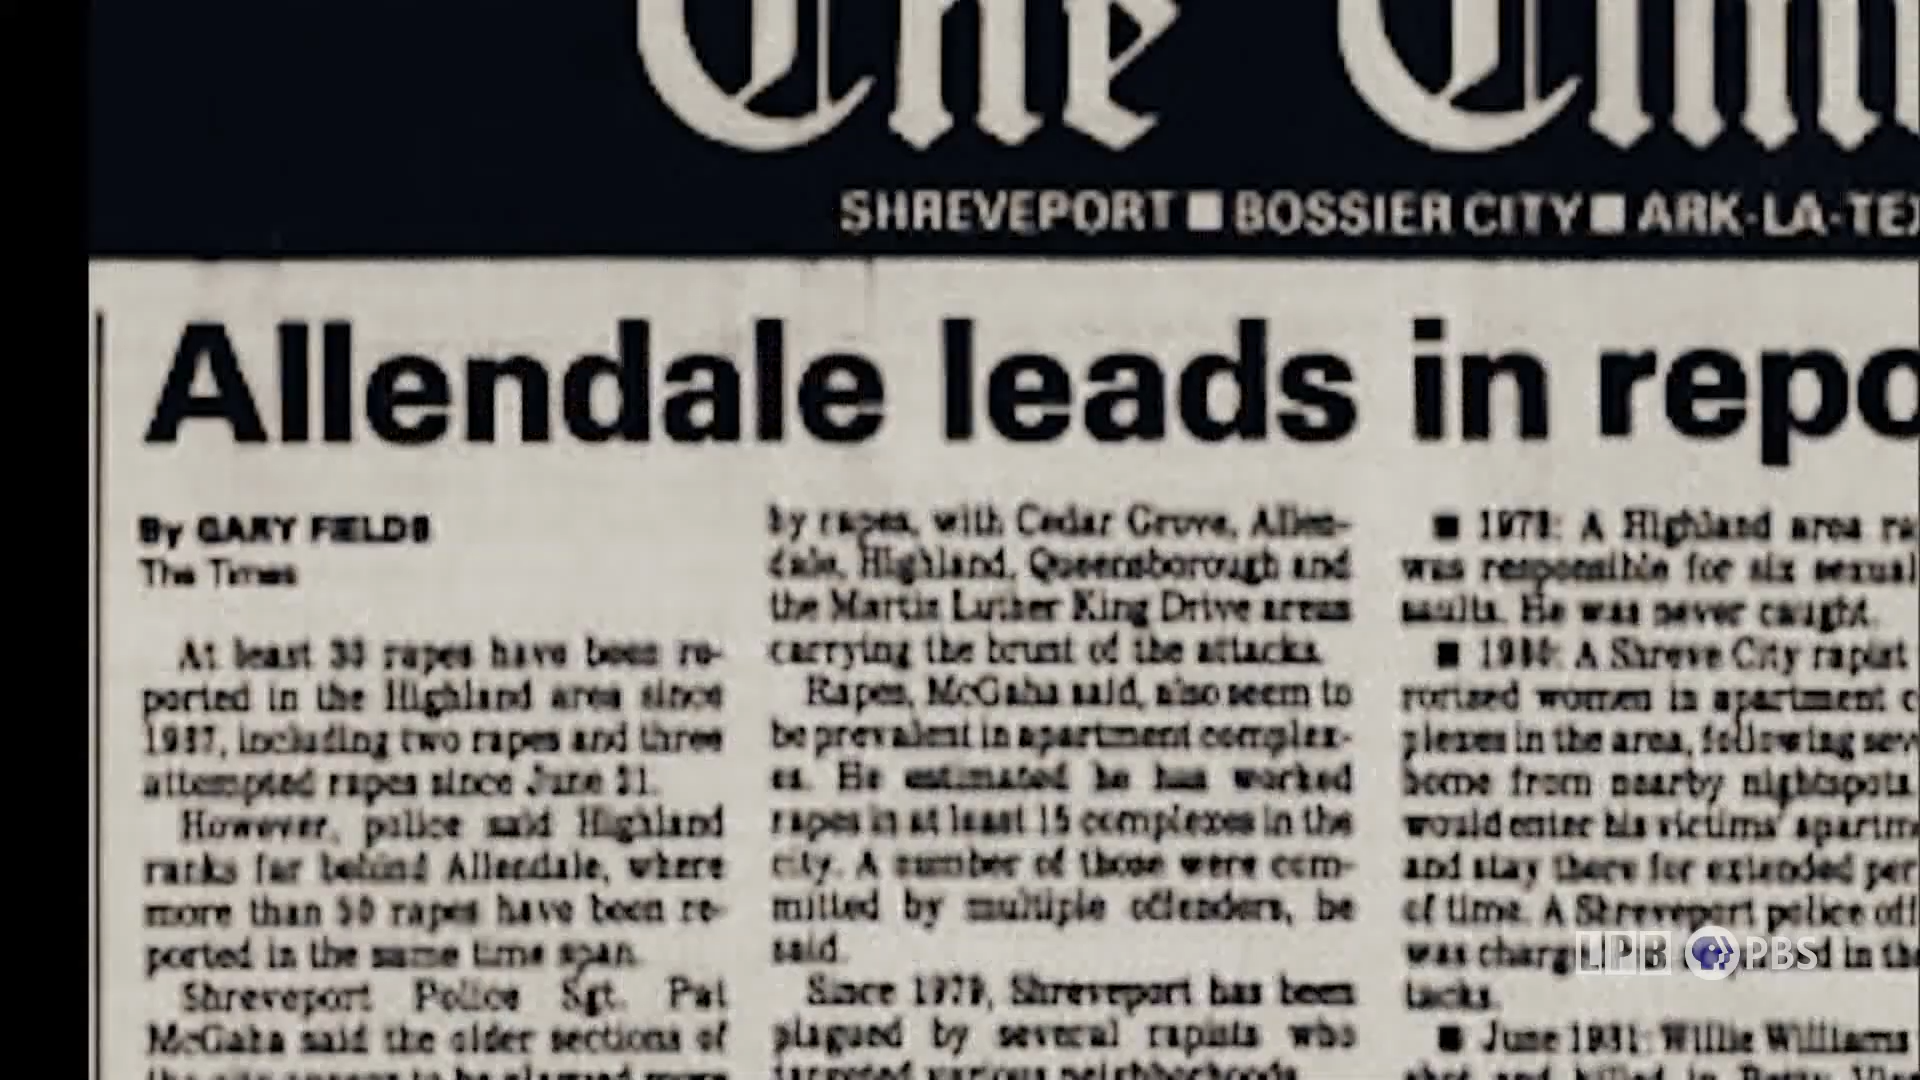 The Tim
SHREVEPORT ■ BOSSIER CITY ■ ARK-LA-TEX
Allendale leads in repo
By GARY FIELDS
The Times
At least 30 rapes have been re-
ported in the Highland area since
1987, including two rapes and three
attempted rapes since June 21.
However, police said Highland
ranks far behind Allendale, where
more than 50 rapes have been re-
ported in the same time span.
Shreveport Police Sgt. Pat
McGaha said the older sections of
by rapes, with Cedar Grove, Allen-
dale, Highland, Queensborough and
the Martin Luther King Drive areas
carrying the brunt of the attacks.
Rapes, McGaha said, also seem to
be prevalent in apartment complex-
es. He estimated he has worked
rapes in at least 15 complexes in the
city. A number of those were com-
mitted by multiple offenders, he
said.
Since 1979, Shreveport has been
plagued by several rapists who
targeted various neighborhoods.
■ 1979: A Highland area ra
was responsible for six sexual
saults. He was never caught.
■ 1980: A Shreve City rapist
rorized women in apartment c
plexes in the area, following sev
home from nearby nightspots.
would enter his victims' apartm
and stay there for extended per
of time. A Shreveport police off
was charg d in the
tacks.
■ June 1981: Willie Williams
LPB PBS